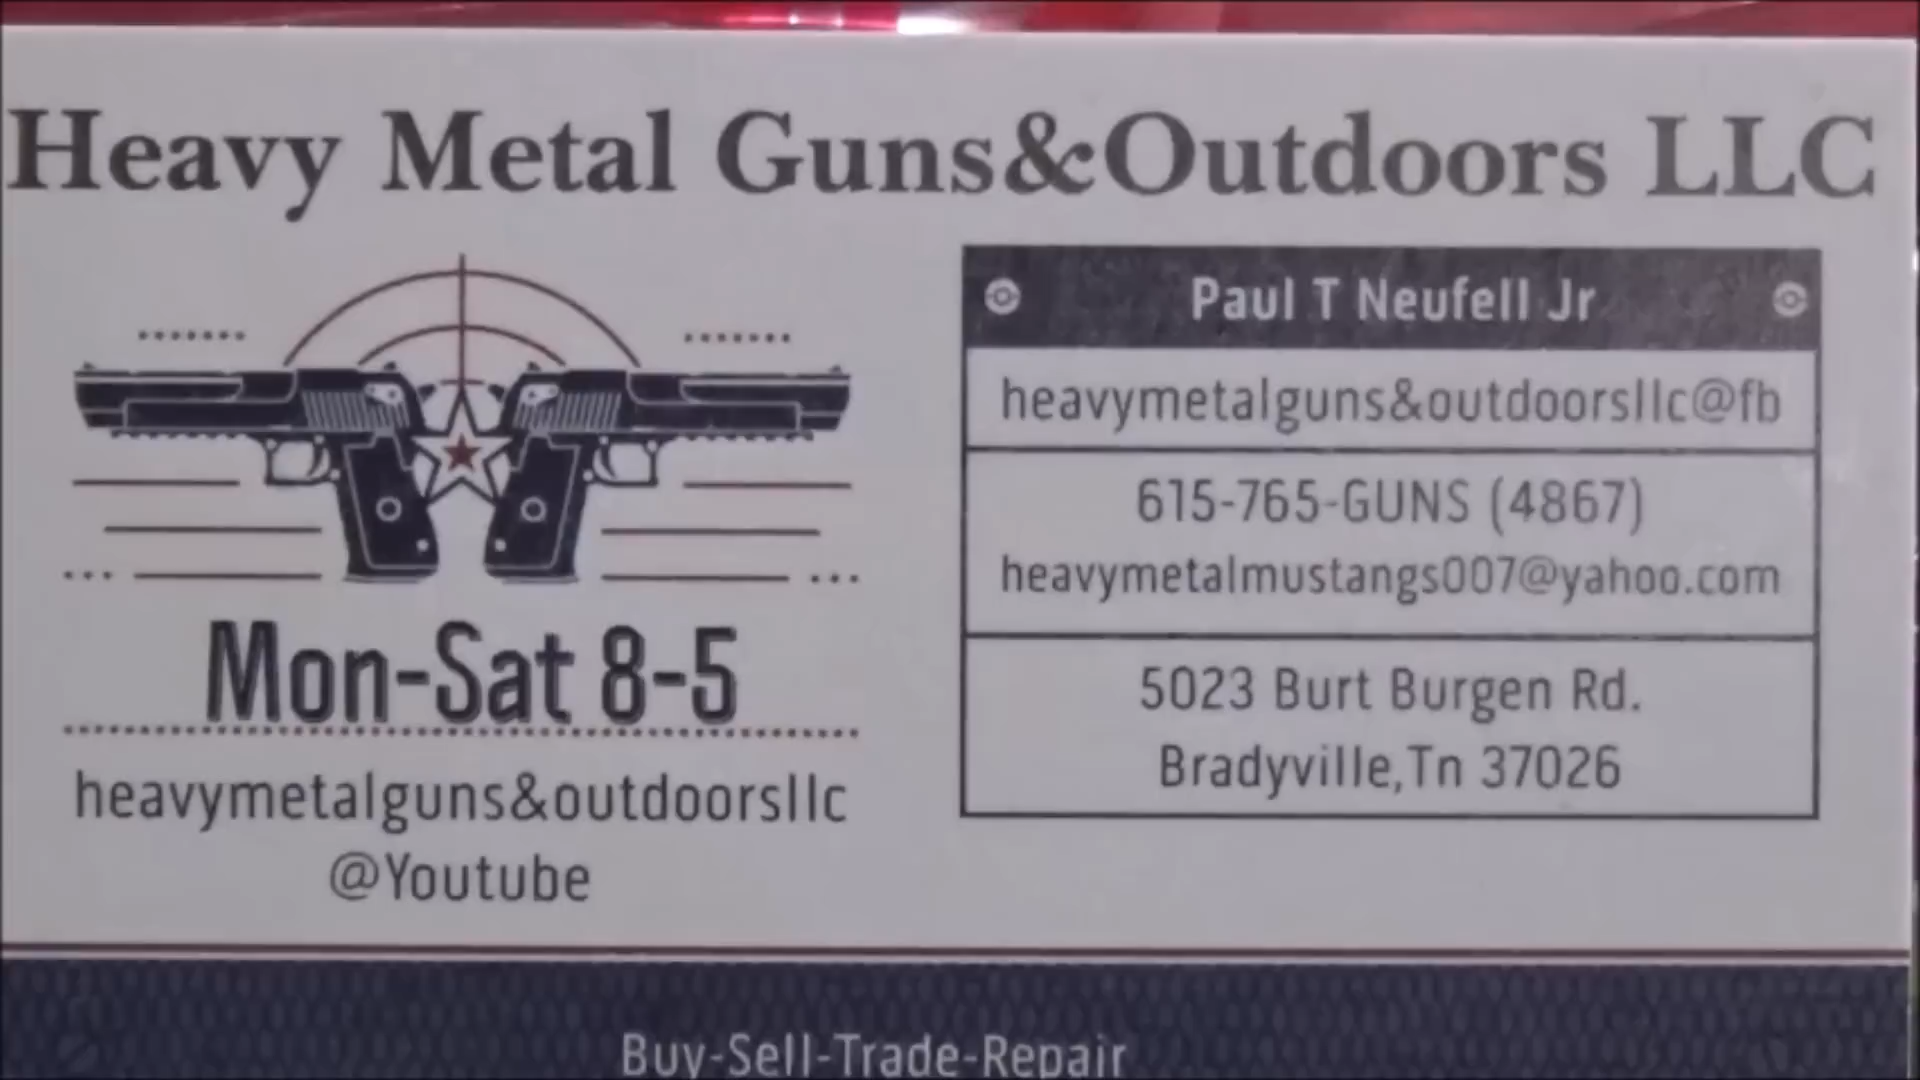 Heavy Metal Guns&Outdoors LLC
Mon-Sat 8-5
heavymetalguns&outdoorsllc
@Youtube
Paul T Neufell Jr
heavymetalguns&outdoorsllc@fb
615-765-GUNS (4867)
heavymetalmustangs007@yahoo.com
5023 Burt Burgen Rd.
Bradyville,Tn 37026
Buy-Sell-Trade-Repair